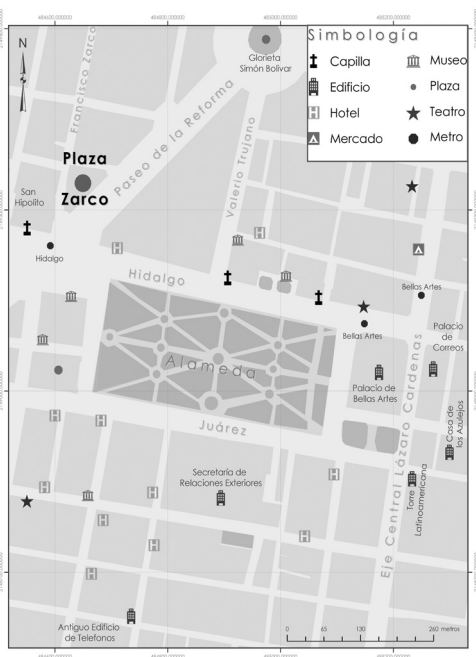 Simbología
Capilla
Museo
Edificio
Plaza
Hotel
Teatro
Mercado
Metro
N
Francisco Zarco
Glorieta
Simón Bolívar
Paseo de la Reforma
Valerio Trujano
Plaza
Zarco
San
Hipólito
Hidalgo
Hidalgo
Bellas Artes
Bellas Artes
Palacio
de
Correos
Alameda
Palacio de
Bellas Artes
Juárez
Eje Central Lázaro Cardenas
Casa de
los Azulejos
Torre
Latinoamericana
Secretaría de
Relaciones Exteriores
Antiguo Edificio
de Telefonos
0 65 130 260 metros